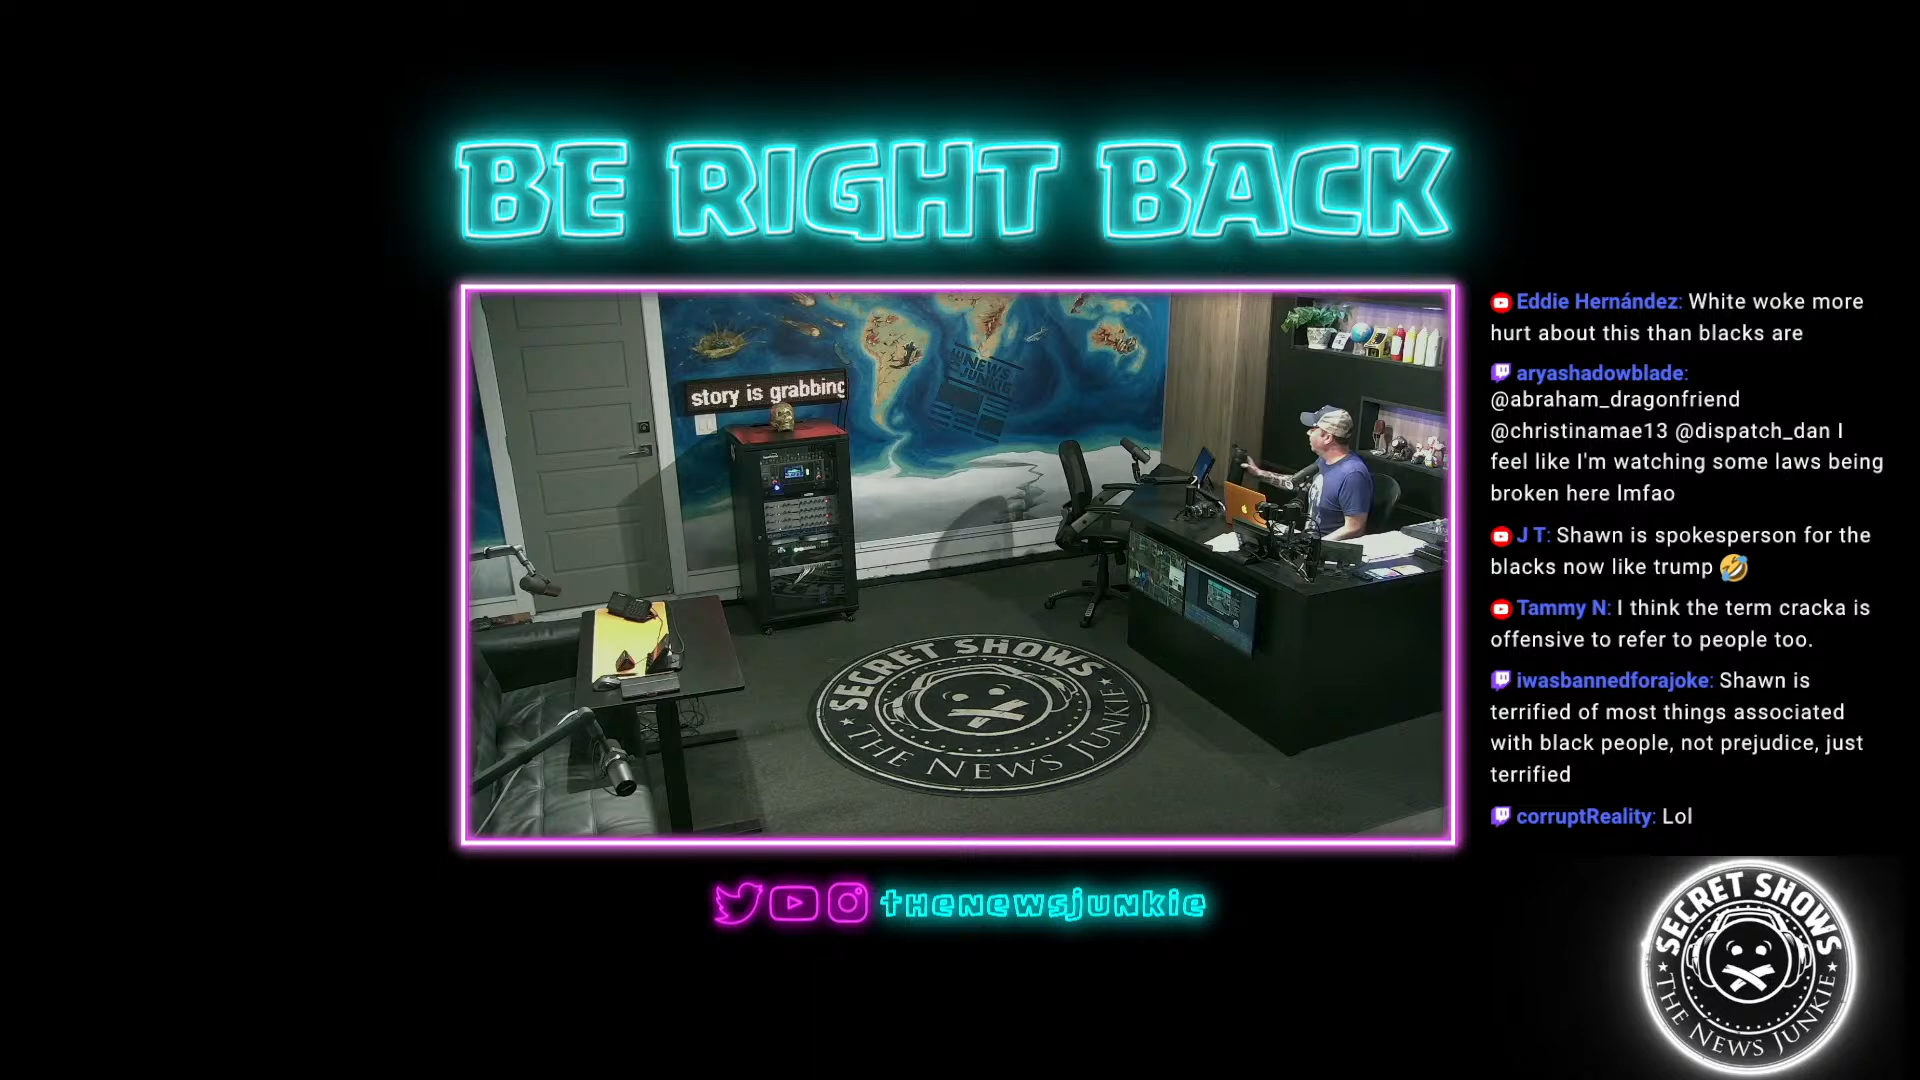 BE RIGHT BACK
story is grabbing
THE NEWS
JUNKIE
SECRET SHOWS
THE NEWS JUNKIE
Eddie Hernández: White woke more
hurt about this than blacks are
aryashadowblade:
@abraham_dragonfriend
@christinamae13 @dispatch_dan I
feel like I'm watching some laws being
broken here lmfao
J T: Shawn is spokesperson for the
blacks now like trump 🤣
Tammy N: I think the term cracka is
offensive to refer to people too.
iwasbannedforajoke: Shawn is
terrified of most things associated
with black people, not prejudice, just
terrified
corruptReality: Lol
thenewsjunkie
SECRET SHOWS
THE NEWS JUNKIE